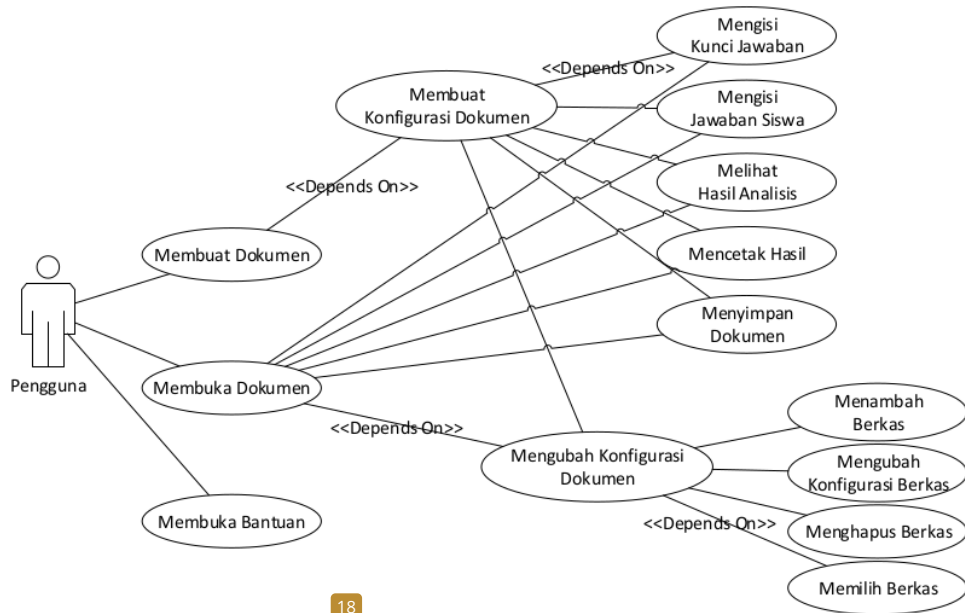 Mengisi
Kunci Jawaban
<<Depends On>>
Membuat
Konfigurasi Dokumen
Mengisi
Jawaban Siswa
Melihat
Hasil Analisis
<<Depends On>>
Membuat Dokumen
Mencetak Hasil
Menyimpan
Dokumen
Pengguna
Membuka Dokumen
<<Depends On>>
Menambah
Berkas
Mengubah Konfigurasi
Dokumen
Mengubah
Konfigurasi Berkas
Membuka Bantuan
<<Depends On>>
Menghapus Berkas
Memilih Berkas
18